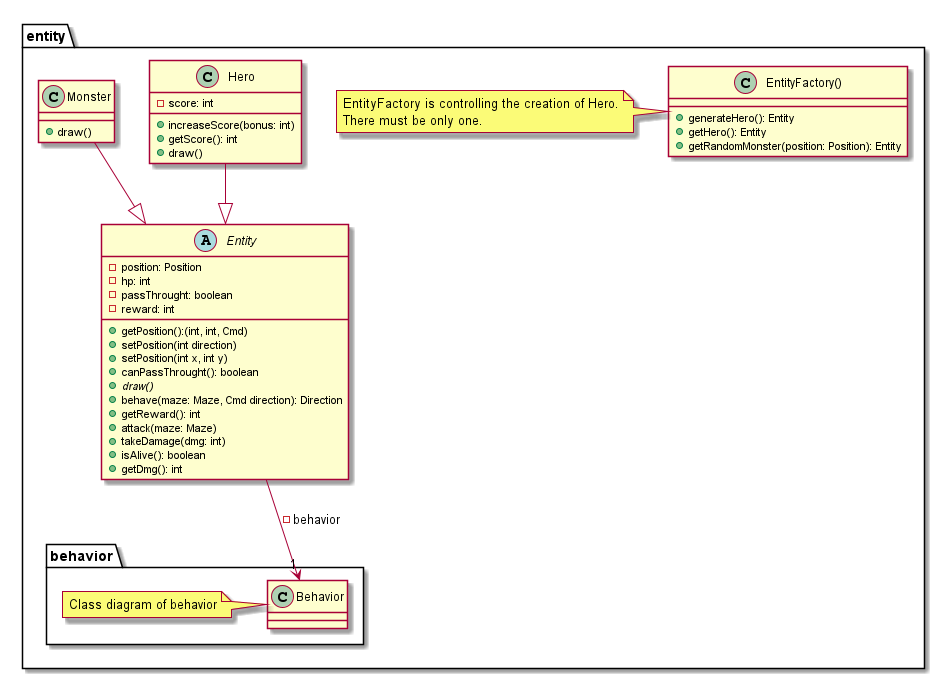 entity
C Monster
draw()
C Hero
score: int
increaseScore(bonus: int)
getScore(): int
draw()
EntityFactory is controlling the creation of Hero.
There must be only one.
C EntityFactory()
generateHero(): Entity
getHero(): Entity
getRandomMonster(position: Position): Entity
A Entity
position: Position
hp: int
passThrought: boolean
reward: int
getPosition():(int, int, Cmd)
setPosition(int direction)
setPosition(int x, int y)
canPassThrought(): boolean
draw()
behave(maze: Maze, Cmd direction): Direction
getReward(): int
attack(maze: Maze)
takeDamage(dmg: int)
isAlive(): boolean
getDmg(): int
behavior
1
behavior
Class diagram of behavior
C Behavior